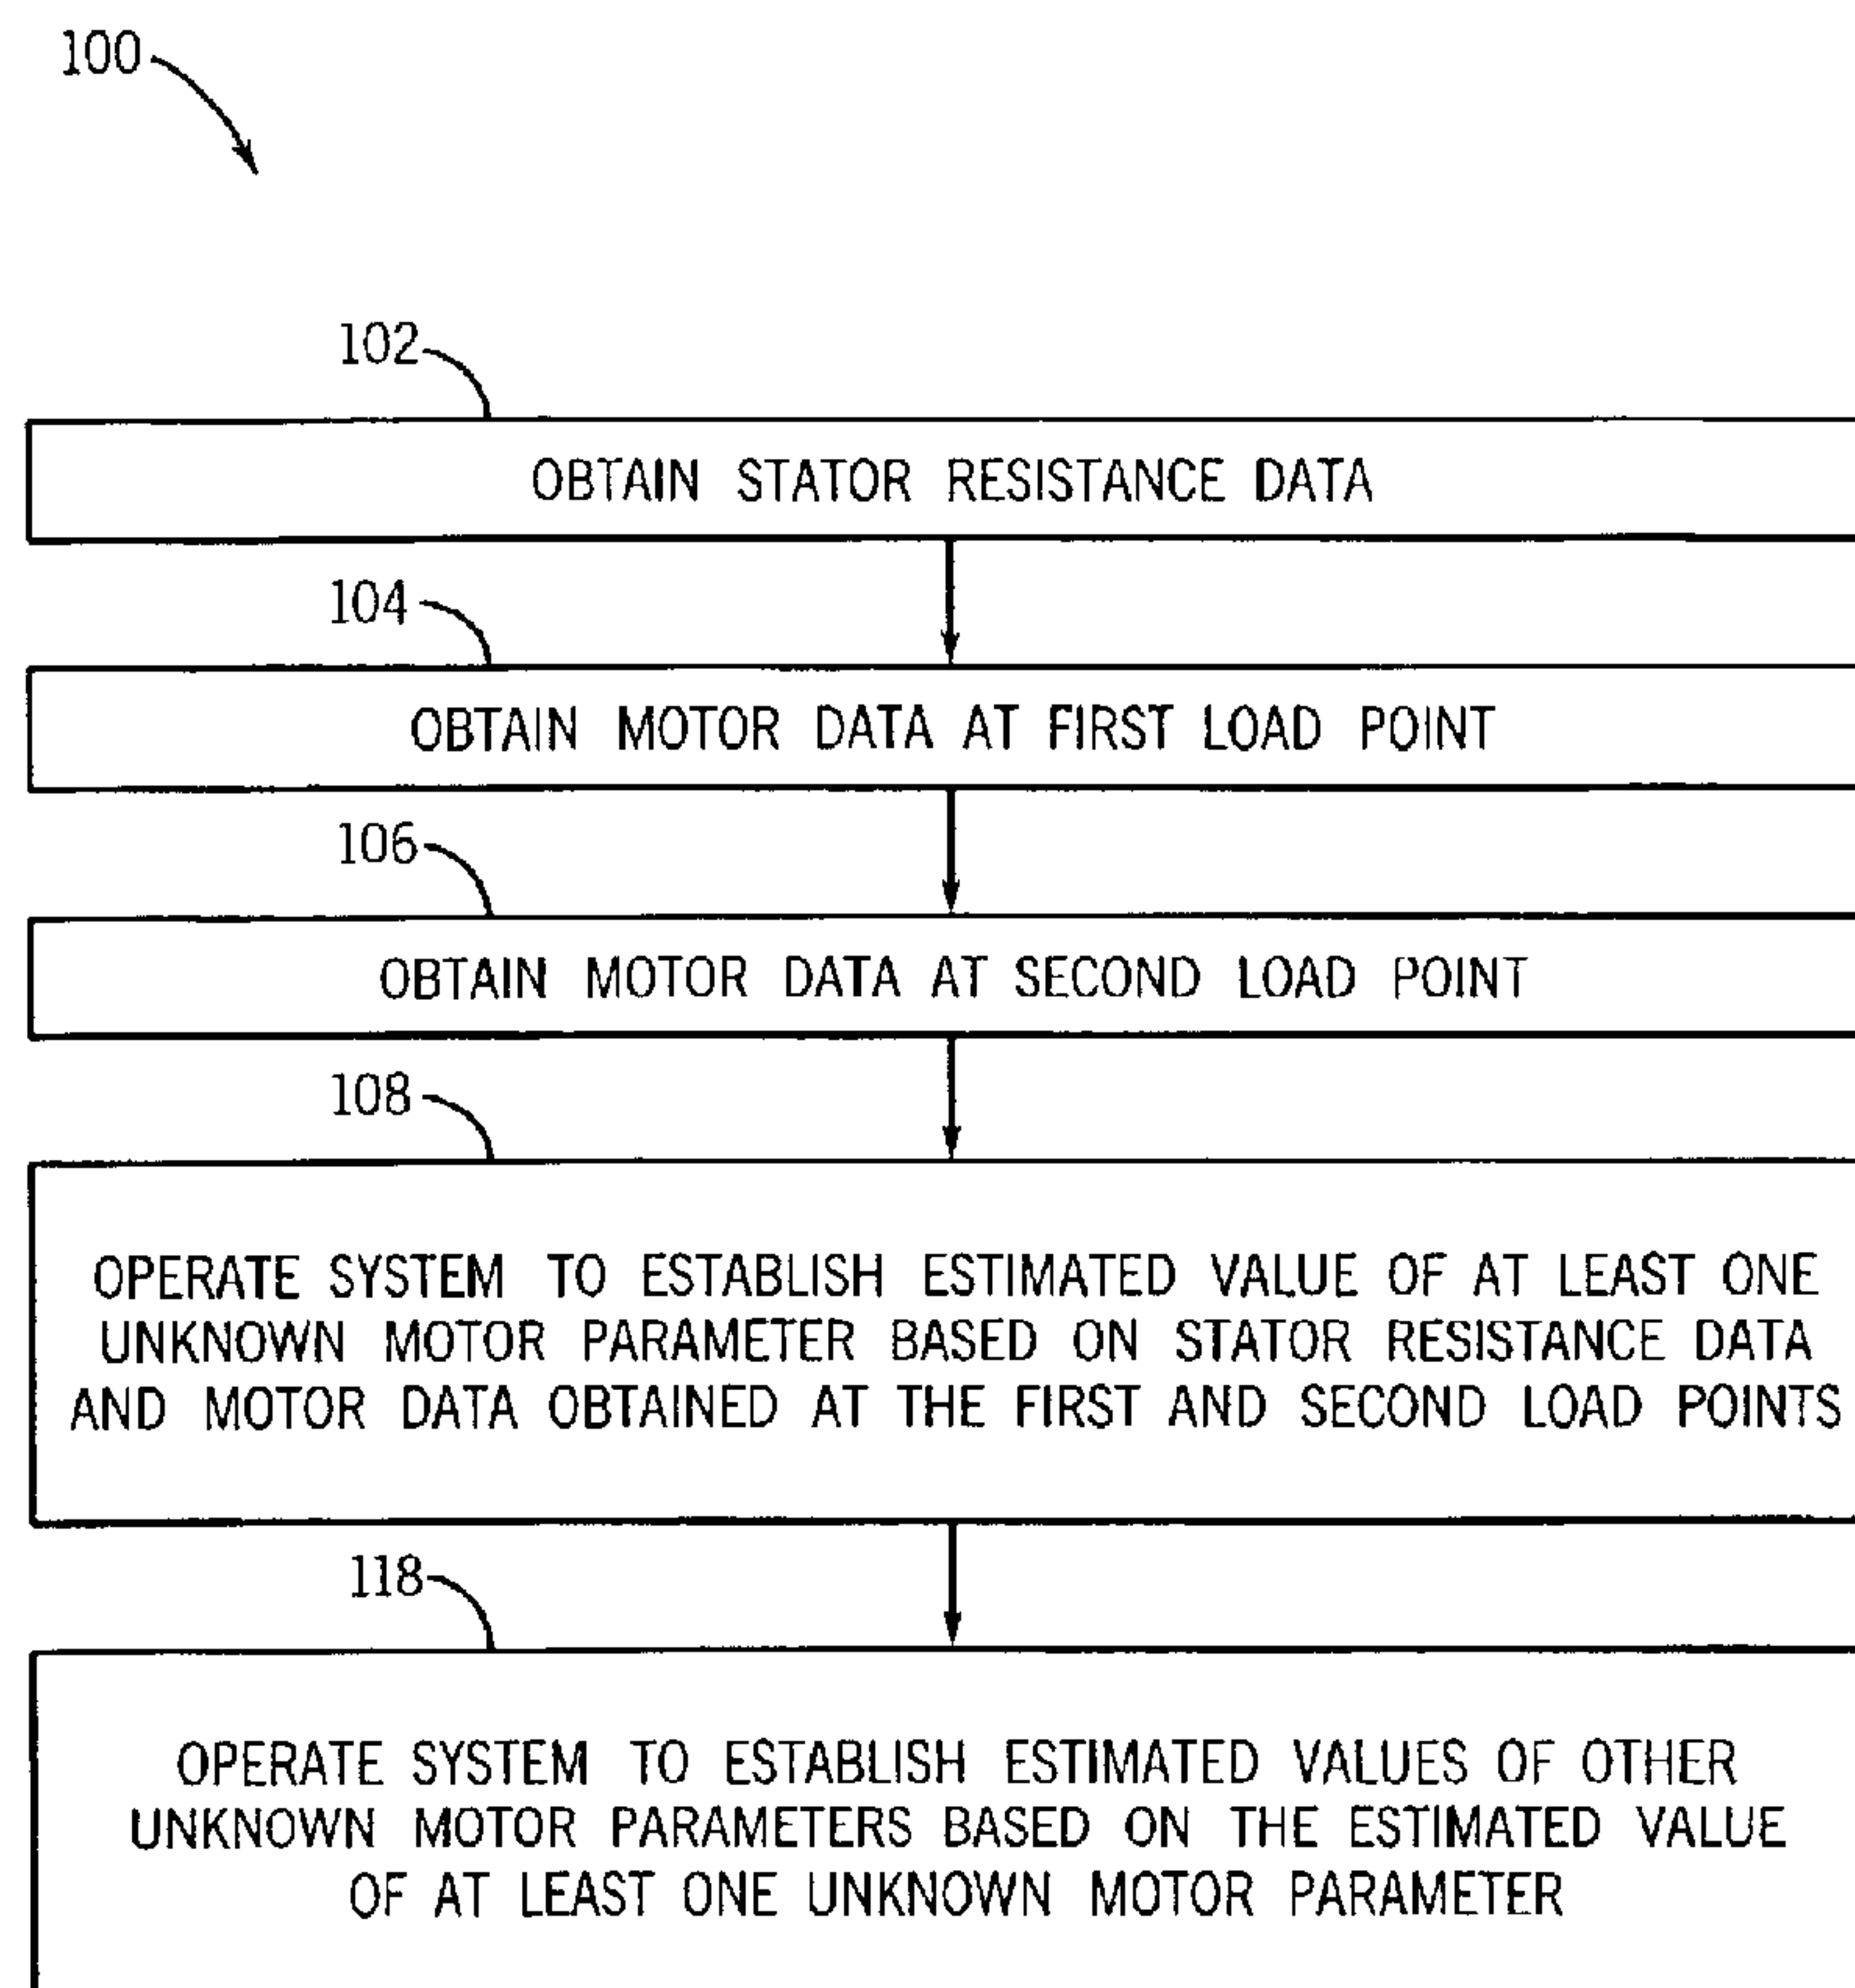 100
102
OBTAIN STATOR RESISTANCE DATA
104
OBTAIN MOTOR DATA AT FIRST LOAD POINT
106
OBTAIN MOTOR DATA AT SECOND LOAD POINT
108
OPERATE SYSTEM TO ESTABLISH ESTIMATED VALUE OF AT LEAST ONE
UNKNOWN MOTOR PARAMETER BASED ON STATOR RESISTANCE DATA
AND MOTOR DATA OBTAINED AT THE FIRST AND SECOND LOAD POINTS
118
OPERATE SYSTEM TO ESTABLISH ESTIMATED VALUES OF OTHER
UNKNOWN MOTOR PARAMETERS BASED ON THE ESTIMATED VALUE
OF AT LEAST ONE UNKNOWN MOTOR PARAMETER